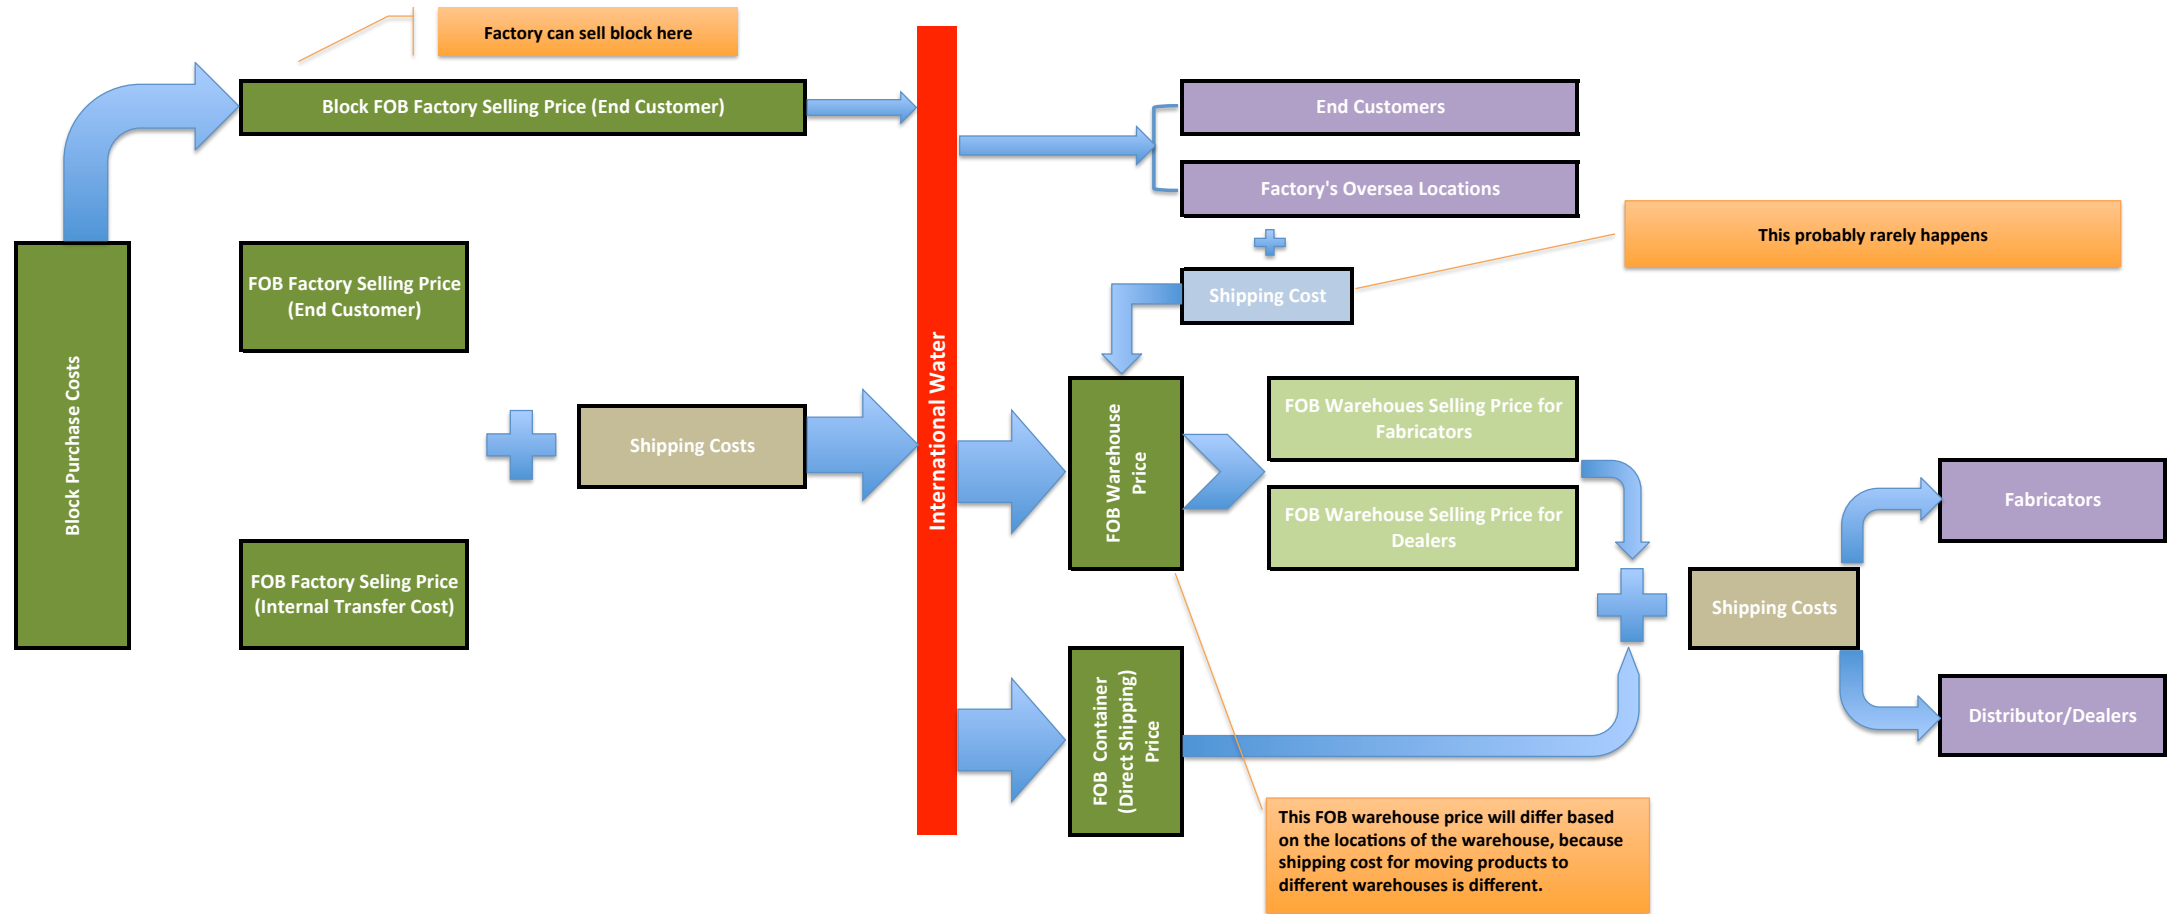 Factory can sell block here
Block FOB Factory Selling Price (End Customer)
End Customers
Factory's Oversea Locations
This probably rarely happens
Block Purchase Costs
FOB Factory Selling Price
(End Customer)
Shipping Cost
International Water
Shipping Costs
FOB Warehouse
Price
FOB Warehoues Selling Price for
Fabricators
FOB Warehouse Selling Price for
Dealers
Fabricators
FOB Factory Seling Price
(Internal Transfer Cost)
Shipping Costs
FOB Container
(Direct Shipping)
Price
Distributor/Dealers
This FOB warehouse price will differ based
on the locations of the warehouse, because
shipping cost for moving products to
different warehouses is different.